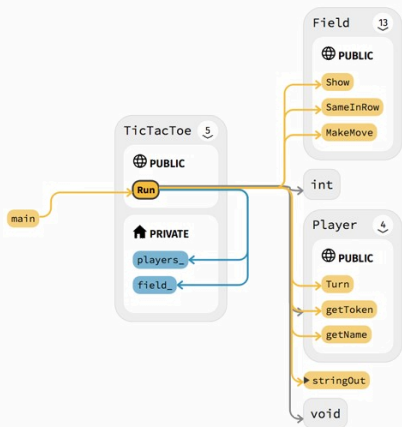 Field 13
PUBLIC
Show
SameInRow
MakeMove
TicTacToe 5
PUBLIC
Run
int
main
Player 4
PRIVATE
PUBLIC
players_
field_
Turn
getToken
getName
stringOut
void